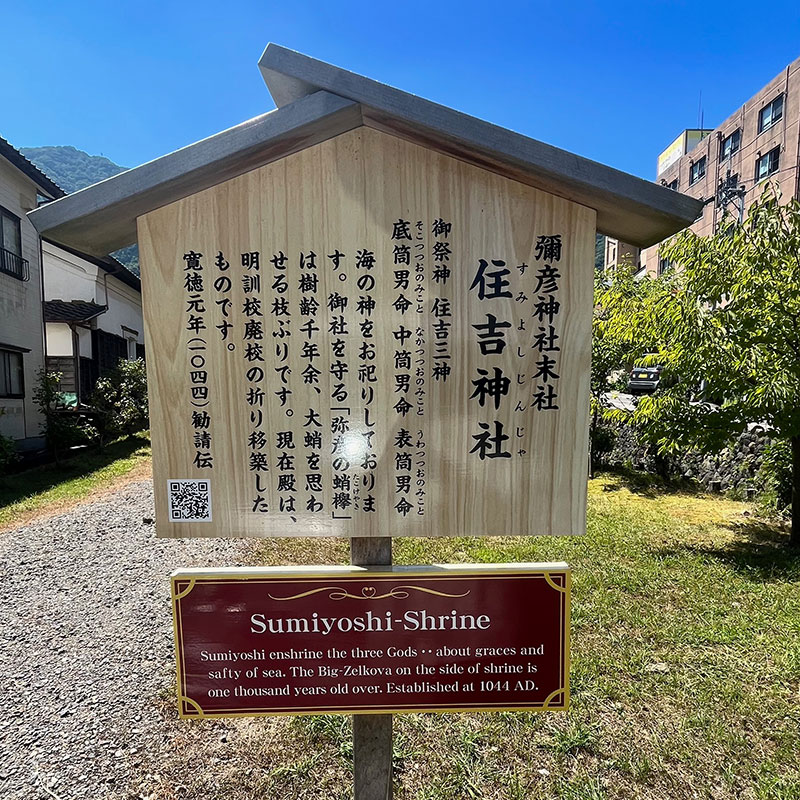 彌彦神社末社
すみよしじんじゃ
住吉神社
御祭神 住吉三神
そこつつおのみこと なかつつおのみこと うわつつおのみこと
底筒男命 中筒男命 表筒男命
海の神をお祀りしておりま
す。御社を守る「弥彦の蛸欅」
たこけやき
は樹齢千年余、大蛸を思わ
せる枝ぶりです。現在殿は、
明訓校廃校の折り移築した
ものです。
寛徳元年(一〇四四)勧請伝
Sumiyoshi-Shrine
Sumiyoshi enshrine the three Gods ‥ about graces and
safty of sea. The Big-Zelkova on the side of shrine is
one thousand years old over. Established at 1044 AD.